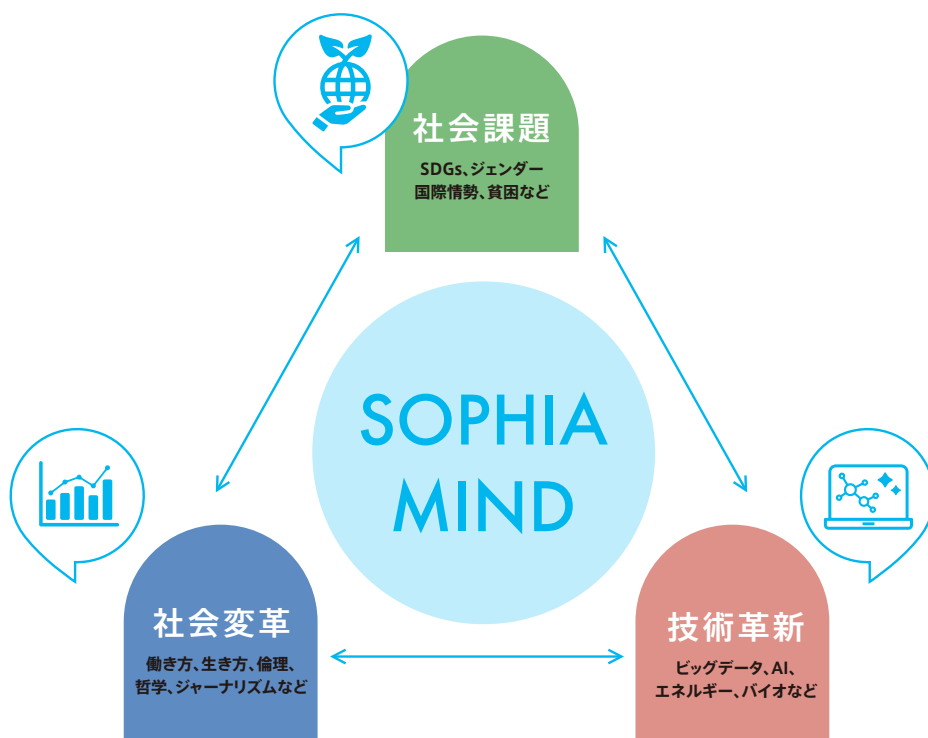 社会課題
SDGs、ジェンダー
国際情勢、貧困など
SOPHIA
MIND
社会変革
働き方、生き方、倫理、
哲学、ジャーナリズムなど
技術革新
ビッグデータ、AI、
エネルギー、バイオなど